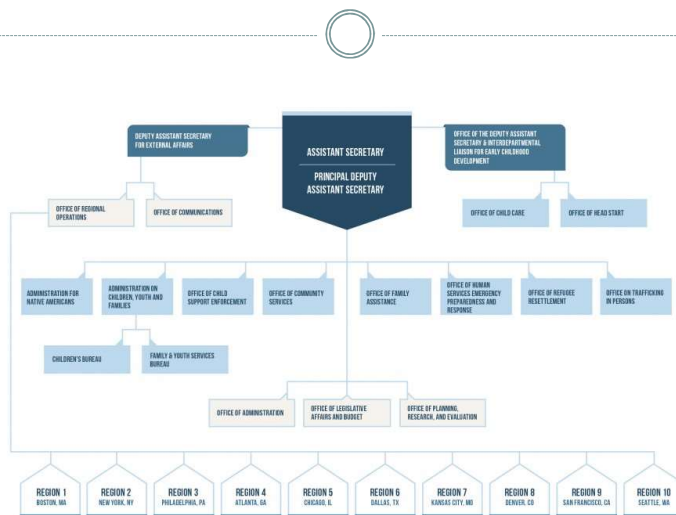 DEPUTY ASSISTANT SECRETARY
FOR EXTERNAL AFFAIRS
ASSISTANT SECRETARY
PRINCIPAL DEPUTY
ASSISTANT SECRETARY
OFFICE OF THE DEPUTY ASSISTANT
SECRETARY & INTERDEPARTMENTAL
LIAISON FOR EARLY CHILDHOOD
DEVELOPMENT
OFFICE OF REGIONAL
OPERATIONS
OFFICE OF COMMUNICATIONS
OFFICE OF CHILD CARE
OFFICE OF HEAD START
ADMINISTRATION FOR
NATIVE AMERICANS
ADMINISTRATION ON
CHILDREN, YOUTH AND
FAMILIES
OFFICE OF CHILD
SUPPORT ENFORCEMENT
OFFICE OF COMMUNITY
SERVICES
OFFICE OF FAMILY
ASSISTANCE
OFFICE OF HUMAN
SERVICES EMERGENCY
PREPAREDNESS AND
RESPONSE
OFFICE OF REFUGEE
RESETTLEMENT
OFFICE ON TRAFFICKING
IN PERSONS
CHILDREN'S BUREAU
FAMILY & YOUTH SERVICES
BUREAU
OFFICE OF ADMINISTRATION
OFFICE OF LEGISLATIVE
AFFAIRS AND BUDGET
OFFICE OF PLANNING,
RESEARCH, AND EVALUATION
REGION 1
BOSTON, MA
REGION 2
NEW YORK, NY
REGION 3
PHILADELPHIA, PA
REGION 4
ATLANTA, GA
REGION 5
CHICAGO, IL
REGION 6
DALLAS, TX
REGION 7
KANSAS CITY, MO
REGION 8
DENVER, CO
REGION 9
SAN FRANCISCO, CA
REGION 10
SEATTLE, WA